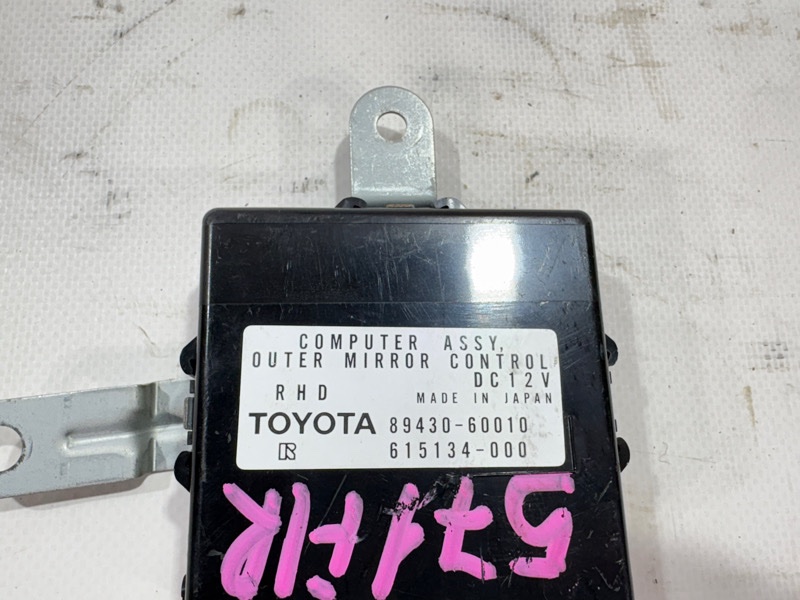 COMPUTER ASSY,
OUTER MIRROR CONTROL
DC12V
RHD MADE IN JAPAN
TOYOTA 89430-60010
R 615134-000